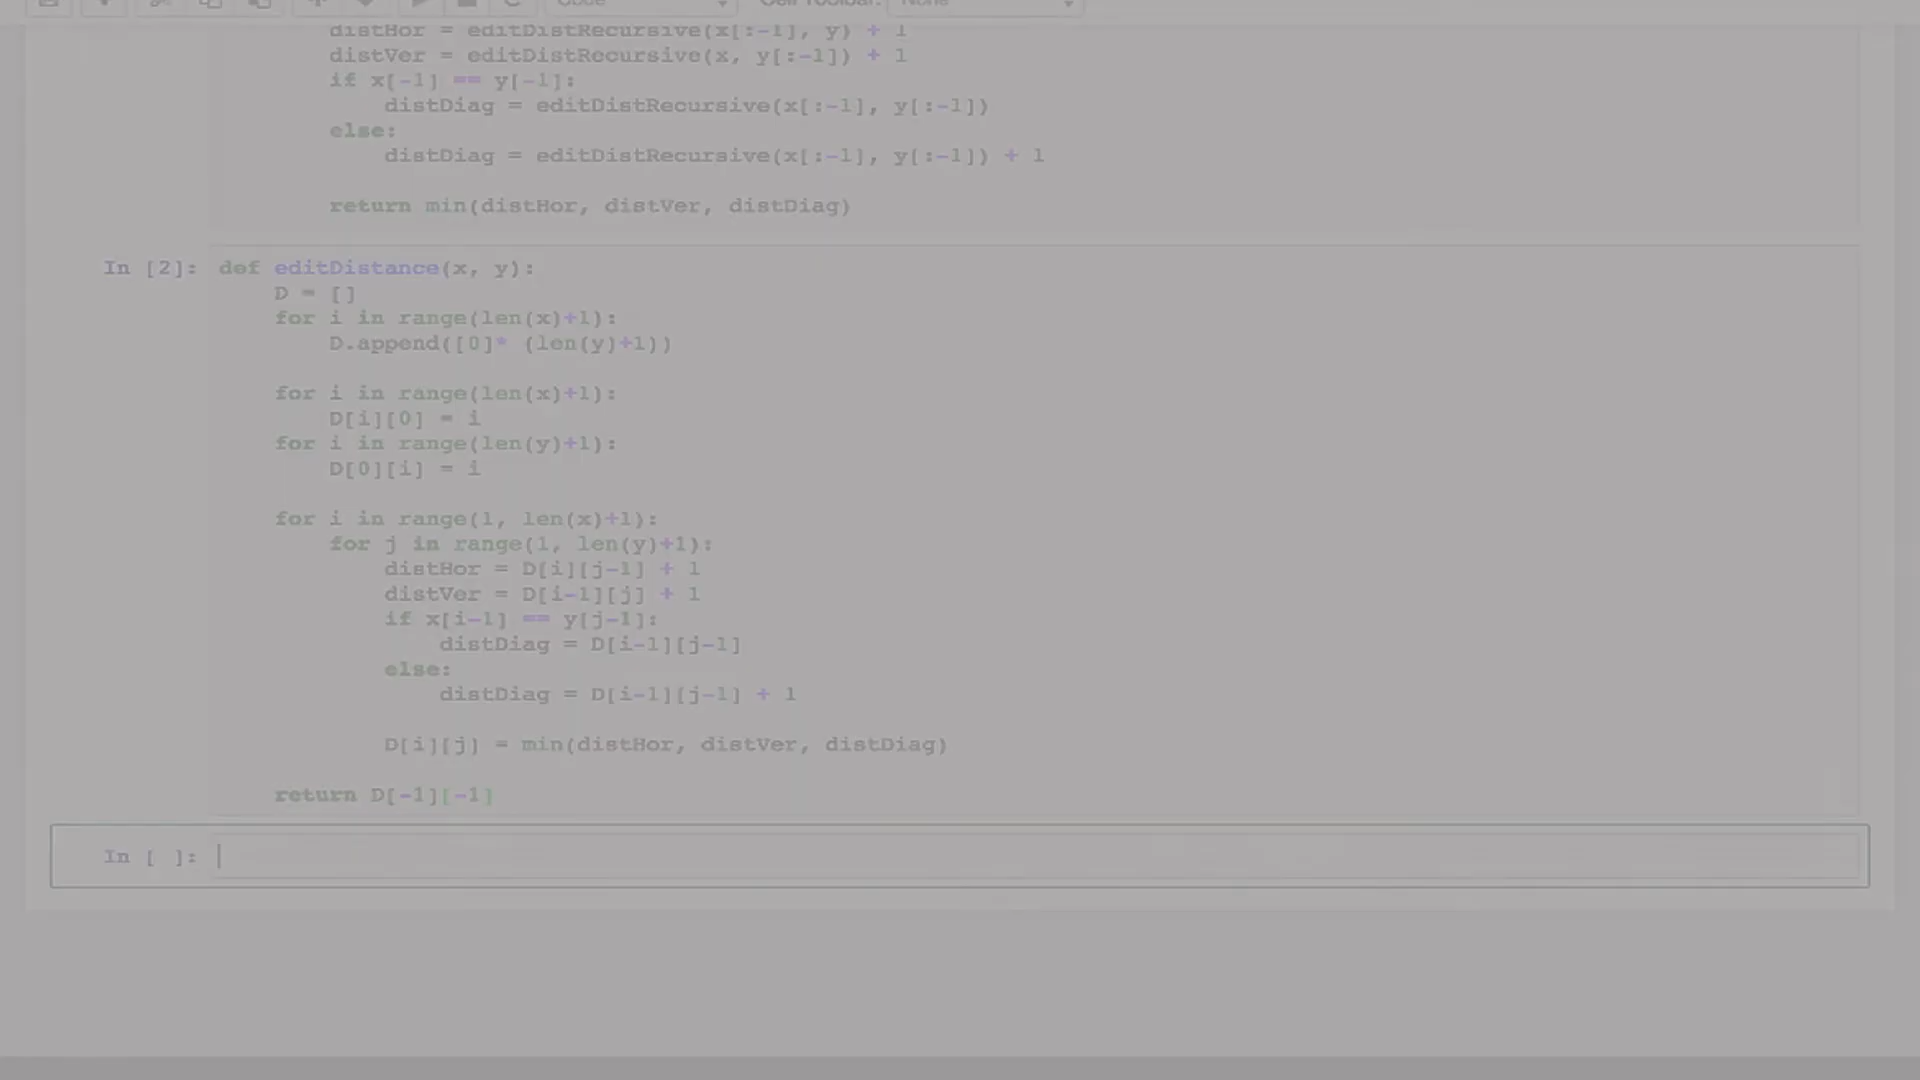 Code Cell Toolbar: None
distHor = editDistRecursive(x[:-1], y) + 1
distVer = editDistRecursive(x, y[:-1]) + 1
if x[-1] == y[-1]:
distDiag = editDistRecursive(x[:-1], y[:-1])
else:
distDiag = editDistRecursive(x[:-1], y[:-1]) + 1
return min(distHor, distVer, distDiag)
In [2]: def editDistance(x, y):
D = []
for i in range(len(x)+1):
D.append([0]* (len(y)+1))
for i in range(len(x)+1):
D[i][0] = i
for i in range(len(y)+1):
D[0][i] = i
for i in range(1, len(x)+1):
for j in range(1, len(y)+1):
distHor = D[i][j-1] + 1
distVer = D[i-1][j] + 1
if x[i-1] == y[j-1]:
distDiag = D[i-1][j-1]
else:
distDiag = D[i-1][j-1] + 1
D[i][j] = min(distHor, distVer, distDiag)
return D[-1][-1]
In [ ]: